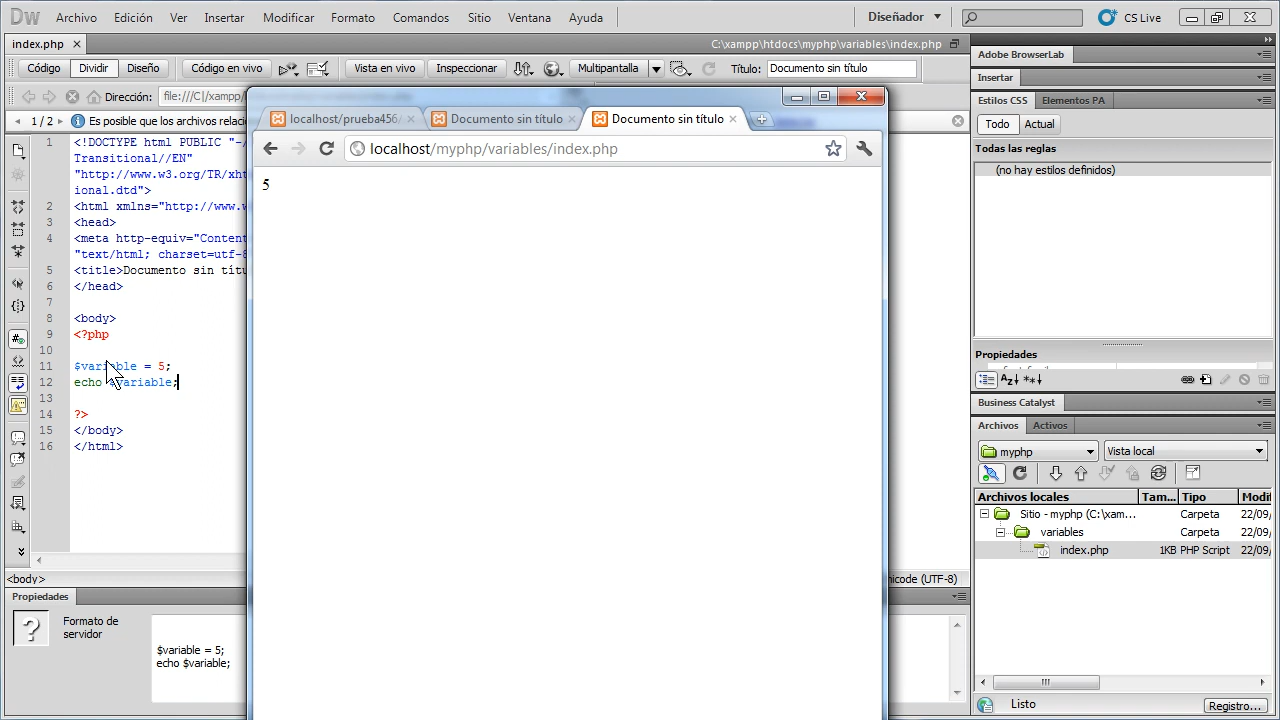 Dw Archivo Edición Ver Insertar Modificar Formato Comandos Sitio Ventana Ayuda Diseñador CS Live
index.php C:\xampp\htdocs\myphp\variables\index.php
Código Dividir Diseño Código en vivo Vista en vivo Inspeccionar Multipantalla Título: Documento sin título
Dirección: file:///C|/xampp/
1 / 2 Es posible que los archivos relacio
1 <!DOCTYPE html PUBLIC "-/
Transitional//EN"
"http://www.w3.org/TR/xht
ional.dtd">
2 <html xmlns="http://www.w
3 <head>
4 <meta http-equiv="Content
"text/html; charset=utf-8
5 <title>Documento sin títu
6 </head>
7
8 <body>
9 <?php
10
11 $variable = 5;
12 echo $variable;
13
14 ?>
15 </body>
16 </html>
<body>
nicode (UTF-8)
Propiedades
Formato de
servidor
$variable = 5;
echo $variable;
localhost/prueba456/ Documento sin título Documento sin título
localhost/myphp/variables/index.php
5
Adobe BrowserLab
Insertar
Estilos CSS Elementos PA
Todo Actual
Todas las reglas
(no hay estilos definidos)
Propiedades
Business Catalyst
Archivos Activos
myphp Vista local
Archivos locales Tam... Tipo Modif
Sitio - myphp (C:\xam... Carpeta 22/09,
variables Carpeta 22/09,
index.php 1KB PHP Script 22/09,
Listo Registro...